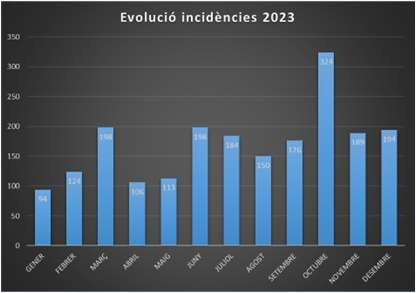 Evolució incidències 2023
350
300
250
200
150
100
50
0
94
124
198
106
113
198
184
150
176
324
189
194
GENER
FEBRER
MARÇ
ABRIL
MAIG
JUNY
JULIOL
AGOST
SETEMBRE
OCTUBRE
NOVEMBRE
DESEMBRE